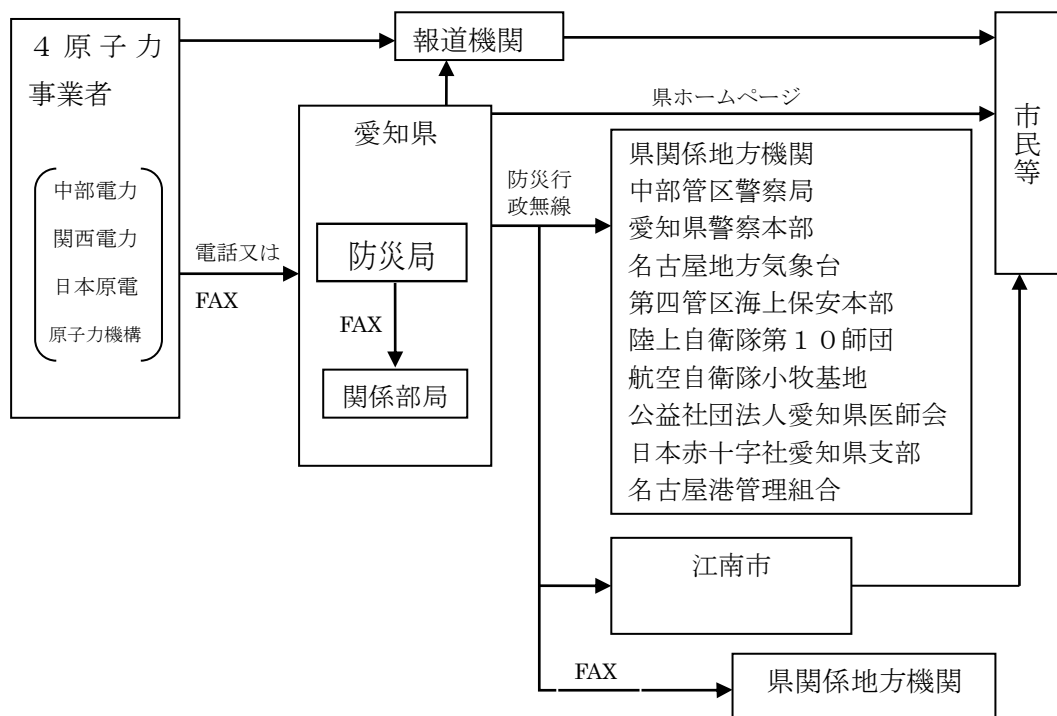 ４原子力
事業者
中部電力
関西電力
日本原電
原子力機構
電話又は
FAX
報道機関
愛知県
防災局
FAX
関係部局
県ホームページ
防災行
政無線
県関係地方機関
中部管区警察局
愛知県警察本部
名古屋地方気象台
第四管区海上保安本部
陸上自衛隊第１０師団
航空自衛隊小牧基地
公益社団法人愛知県医師会
日本赤十字社愛知県支部
名古屋港管理組合
江南市
FAX
県関係地方機関
市民等